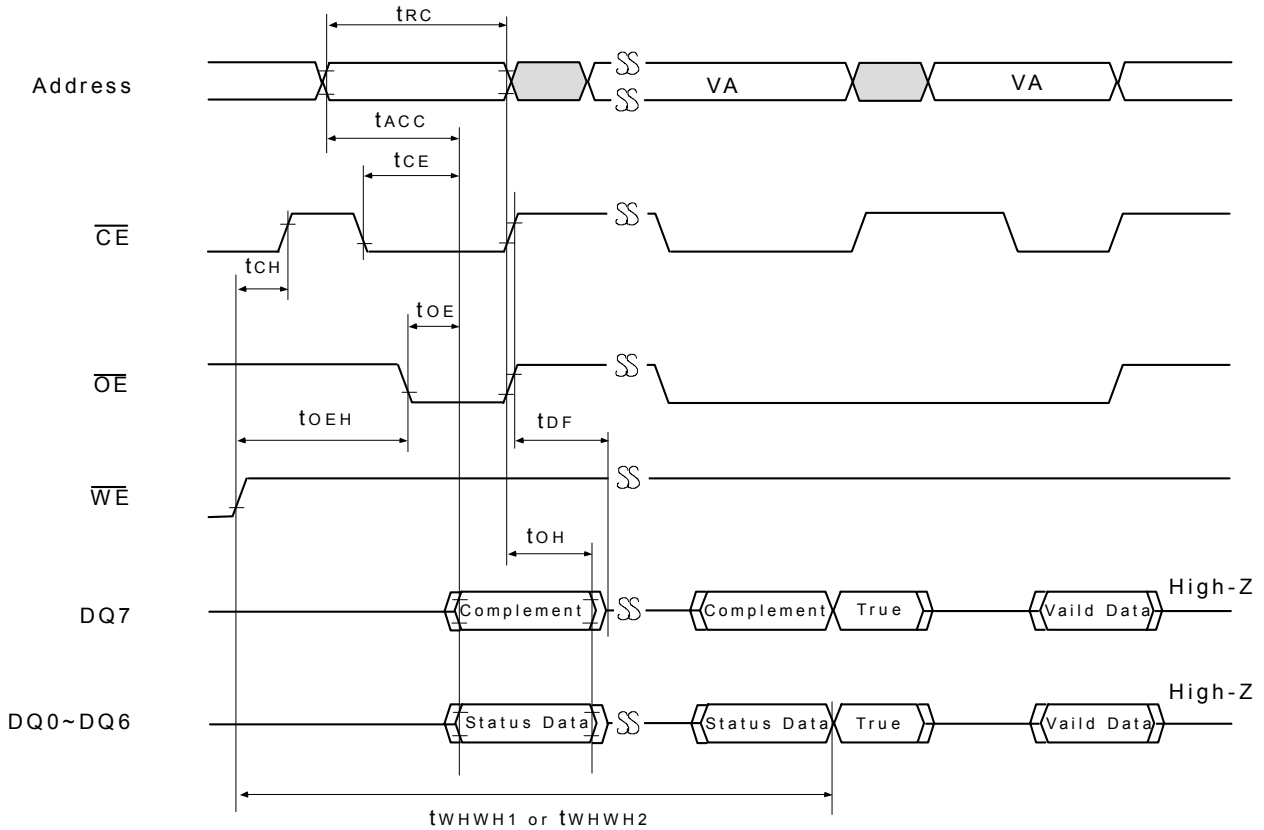 tRC
Address VA VA
tACC
tCE
CE
tCH
tOE
OE
tOEH
tDF
WE
tOH
DQ7 Complement Complement True Vaild Data High-Z
DQ0~DQ6 Status Data Status Data True Vaild Data High-Z
tWHWH1 or tWHWH2